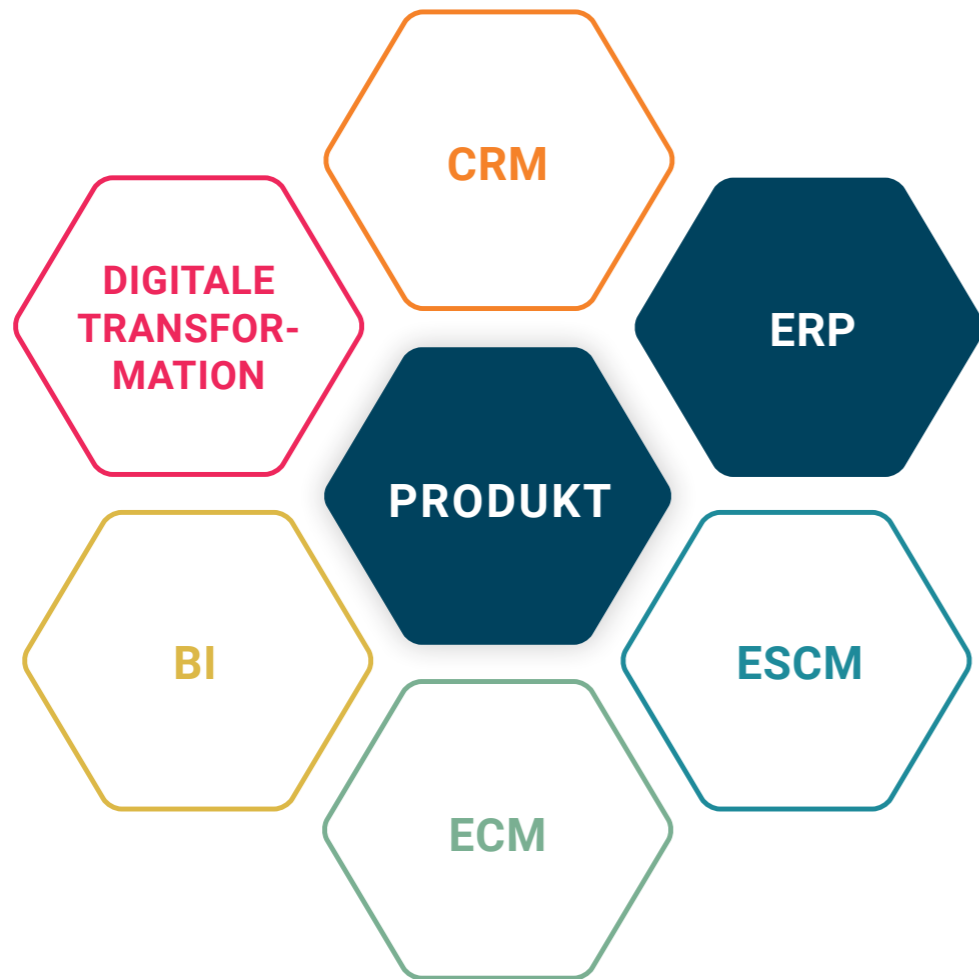 CRM
DIGITALE
TRANSFOR-
MATION
ERP
PRODUKT
BI
ESCM
ECM